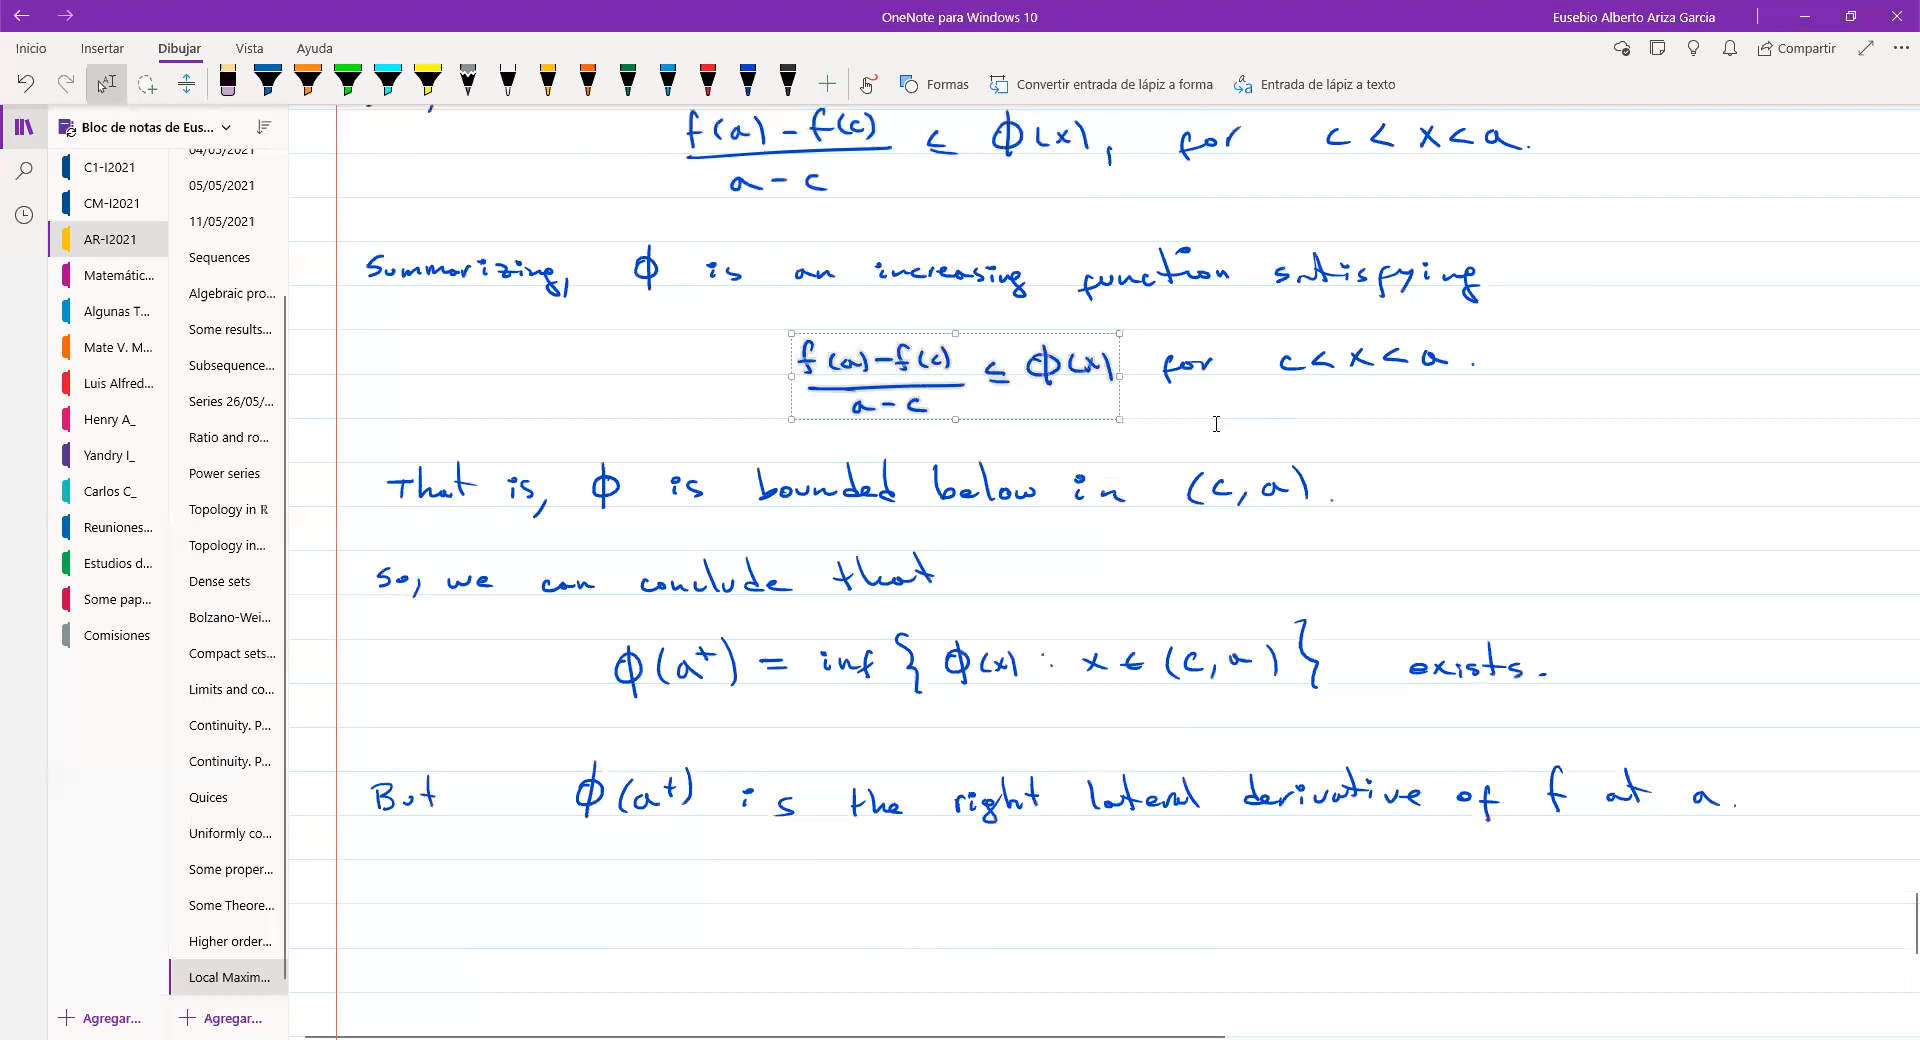 OneNote para Windows 10
Eusebio Alberto Ariza Garcia
Inicio Insertar Dibujar Vista Ayuda
Compartir
Formas Convertir entrada de lápiz a forma Entrada de lápiz a texto
Bloc de notas de Eus...
C1-I2021
CM-I2021
AR-I2021
Matemátic...
Algunas T...
Mate V. M...
Luis Alfred...
Henry A_
Yandry I_
Carlos C_
Reuniones...
Estudios d...
Some pap...
Comisiones
Agregar...
04/05/2021
05/05/2021
11/05/2021
Sequences
Algebraic pro...
Some results...
Subsequence...
Series 26/05/...
Ratio and ro...
Power series
Topology in ℝ
Topology in...
Dense sets
Bolzano-Wei...
Compact sets...
Limits and co...
Continuity. P...
Continuity. P...
Quices
Uniformly co...
Some proper...
Some Theore...
Higher order...
Local Maxim...
Agregar...
f(a) - f(c)
≤ ϕ(x), for c < x < a.
a - c
Summarizing, ϕ is an increasing function satisfying
f(a) - f(c)
≤ ϕ(x) for c < x < a.
a - c
That is, ϕ is bounded below in (c, a).
so, we can conclude that
ϕ(a⁺) = inf { ϕ(x) : x ∈ (c, a) } exists.
But ϕ(a⁺) is the right lateral derivative of f at a.